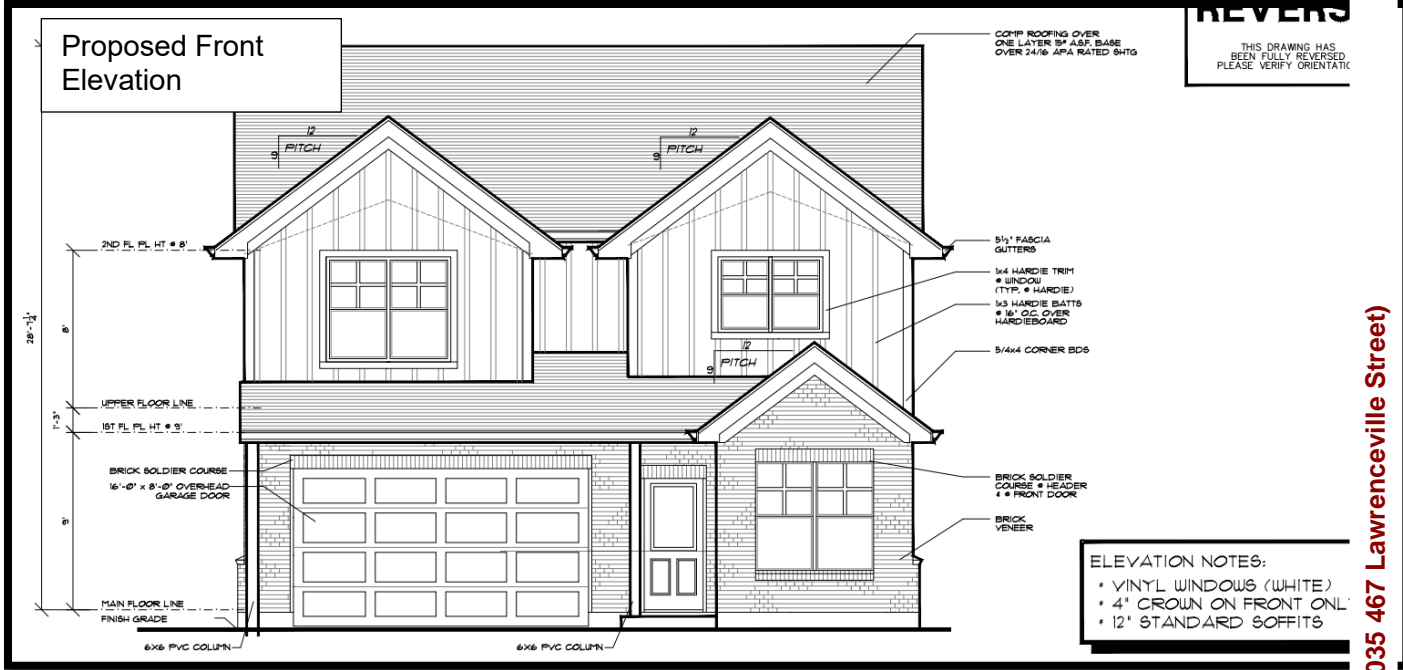 Proposed Front
Elevation
COMP ROOFING OVER
ONE LAYER 15# A.S.F. BASE
OVER 24/16 APA RATED SHTG
REVERS
THIS DRAWING HAS
BEEN FULLY REVERSED
PLEASE VERIFY ORIENTATIO
12
9
PITCH
12
9
PITCH
2ND FL PL HT @ 8'
5½" FASCIA
GUTTERS
1x4 HARDIE TRIM
@ WINDOW
(TYP. @ HARDIE)
1x3 HARDIE BATTS
@ 16" O.C. OVER
HARDIEBOARD
28'-7¼"
8'
12
9
PITCH
5/4x4 CORNER BDS
UPPER FLOOR LINE
1'-3"
1ST FL PL HT @ 9'
BRICK SOLDIER COURSE
16'-0" x 8'-0" OVERHEAD
GARAGE DOOR
BRICK SOLDIER
COURSE @ HEADER
& @ FRONT DOOR
9'
BRICK
VENEER
MAIN FLOOR LINE
FINISH GRADE
6X6 PVC COLUMN
6X6 PVC COLUMN
ELEVATION NOTES:
* VINYL WINDOWS (WHITE)
* 4" CROWN ON FRONT ONL
* 12" STANDARD SOFFITS
035 467 Lawrenceville Street)